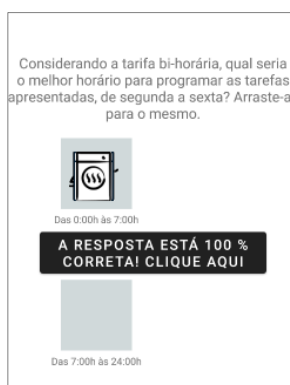 Considerando a tarifa bi-horária, qual seria
o melhor horário para programar as tarefas
apresentadas, de segunda a sexta? Arraste-a
para o mesmo.
Das 0:00h às 7:00h
A RESPOSTA ESTÁ 100 %
CORRETA! CLIQUE AQUI
Das 7:00h às 24:00h